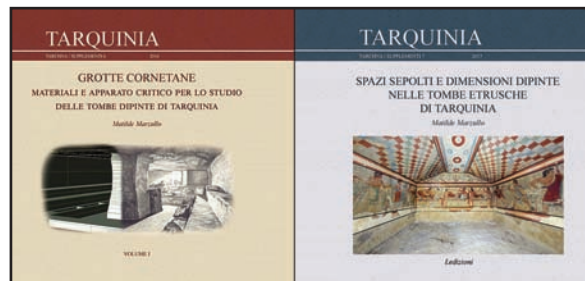 TARQUINIA
GROTTE CORNETANE
MATERIALI E APPARATO CRITICO PER LO STUDIO
DELLE TOMBE DIPINTE DI TARQUINIA
Matilde Marzullo
VOLUME I
TARQUINIA
SPAZI SEPOLTI E DIMENSIONI DIPINTE
NELLE TOMBE ETRUSCHE
DI TARQUINIA
Matilde Marzullo
Ledizioni